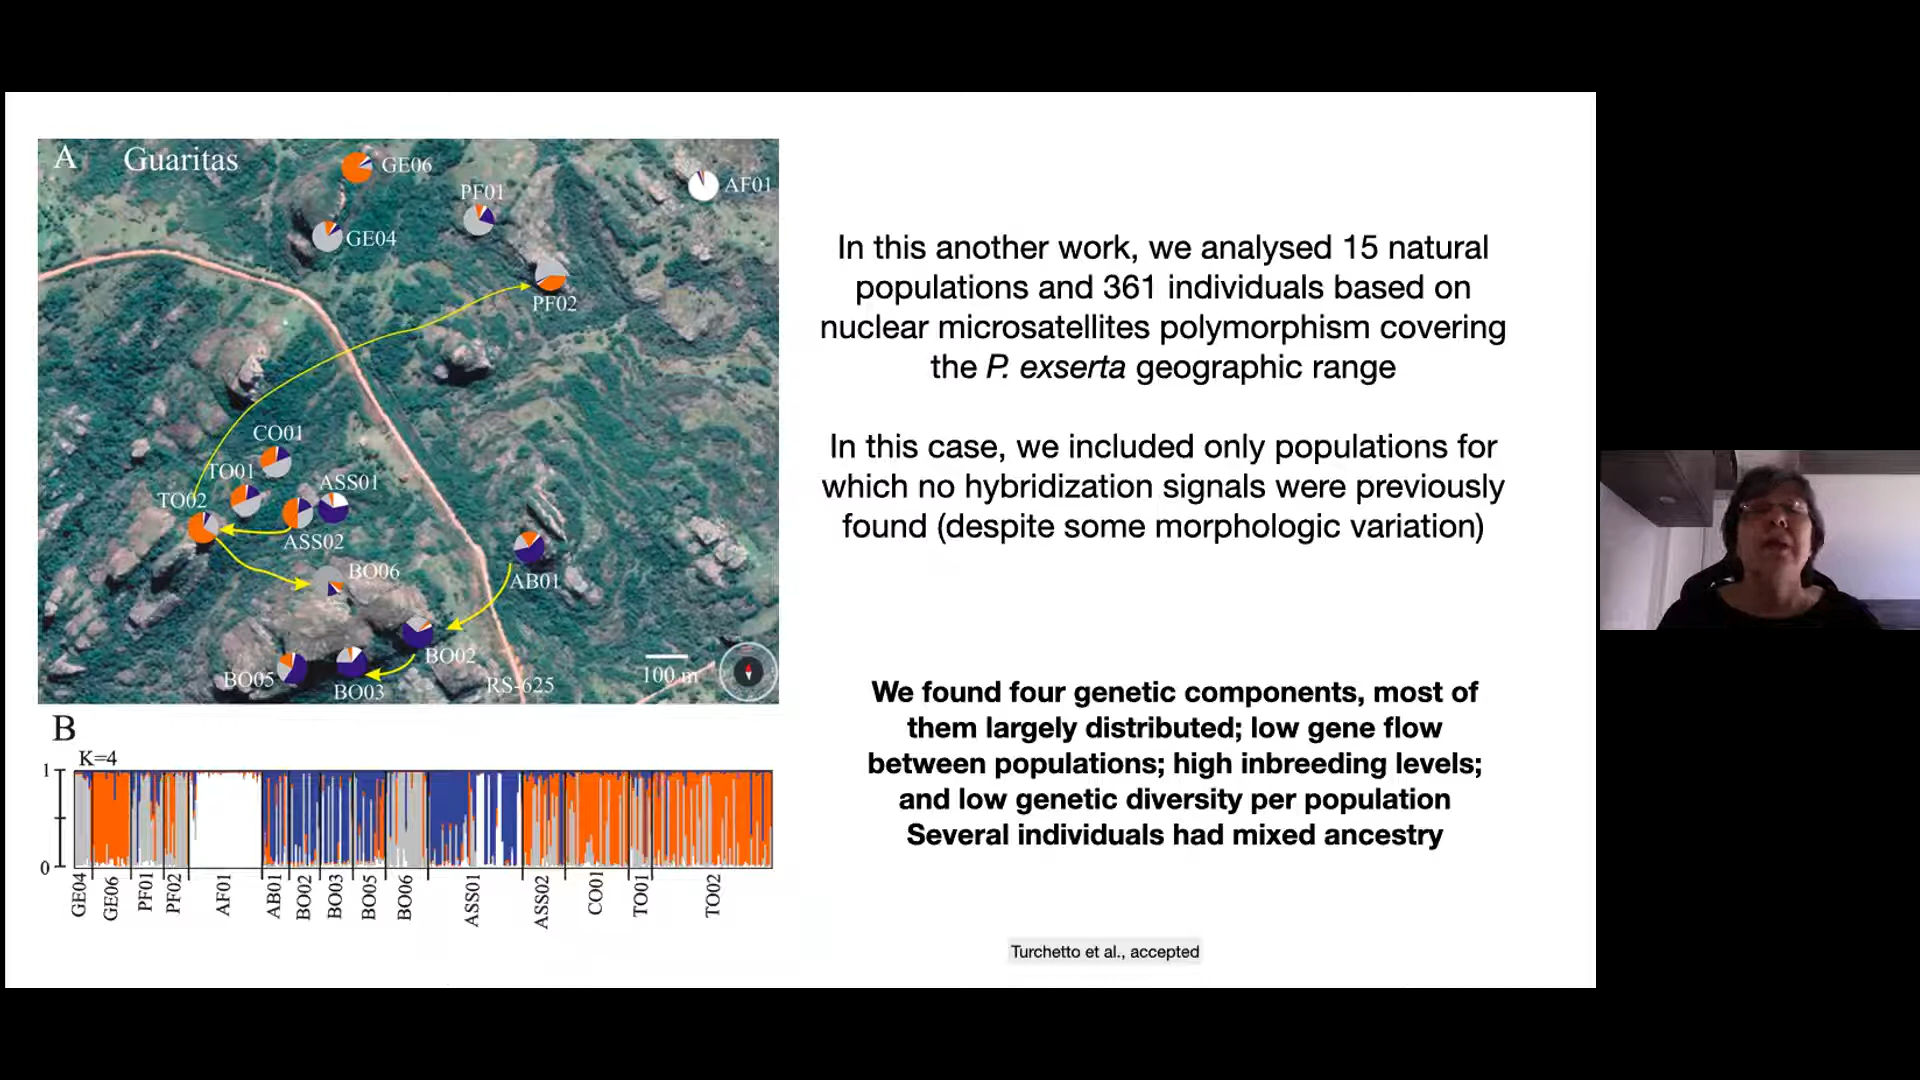 A
Guaritas
GE06
PF01
AF01
GE04
PF02
CO01
TO01
ASS01
TO02
ASS02
BO06
AB01
BO02
BO05
BO03
RS-625
100 m
B
K=4
1
0
GE04
GE06
PF01
PF02
AF01
AB01
BO02
BO03
BO05
BO06
ASS01
ASS02
CO01
TO01
TO02
In this another work, we analysed 15 natural
populations and 361 individuals based on
nuclear microsatellites polymorphism covering
the P. exserta geographic range
In this case, we included only populations for
which no hybridization signals were previously
found (despite some morphologic variation)
We found four genetic components, most of
them largely distributed; low gene flow
between populations; high inbreeding levels;
and low genetic diversity per population
Several individuals had mixed ancestry
Turchetto et al., accepted